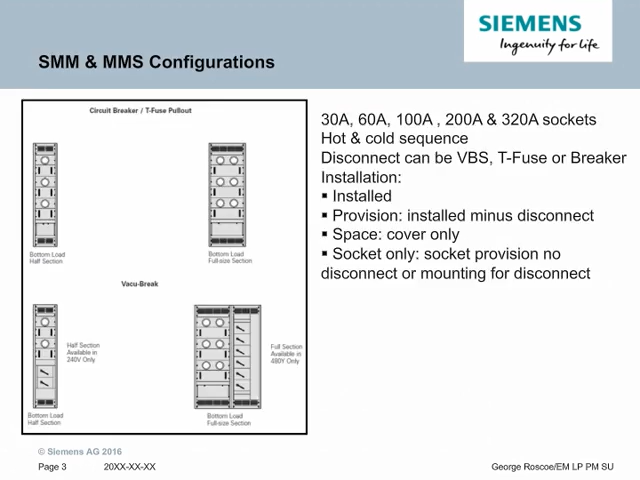 SIEMENS
Ingenuity for life
SMM & MMS Configurations
Circuit Breaker / T-Fuse Pullout
Bottom Load
Half Section
Bottom Load
Full-size Section
Vacu-Break
Half Section
Available in
240V Only
Full Section
Available in
480Y Only
Bottom Load
Half Section
Bottom Load
Full-size Section
30A, 60A, 100A , 200A & 320A sockets
Hot & cold sequence
Disconnect can be VBS, T-Fuse or Breaker
Installation:
▪ Installed
▪ Provision: installed minus disconnect
▪ Space: cover only
▪ Socket only: socket provision no
disconnect or mounting for disconnect
© Siemens AG 2016
Page 3 20XX-XX-XX George Roscoe/EM LP PM SU